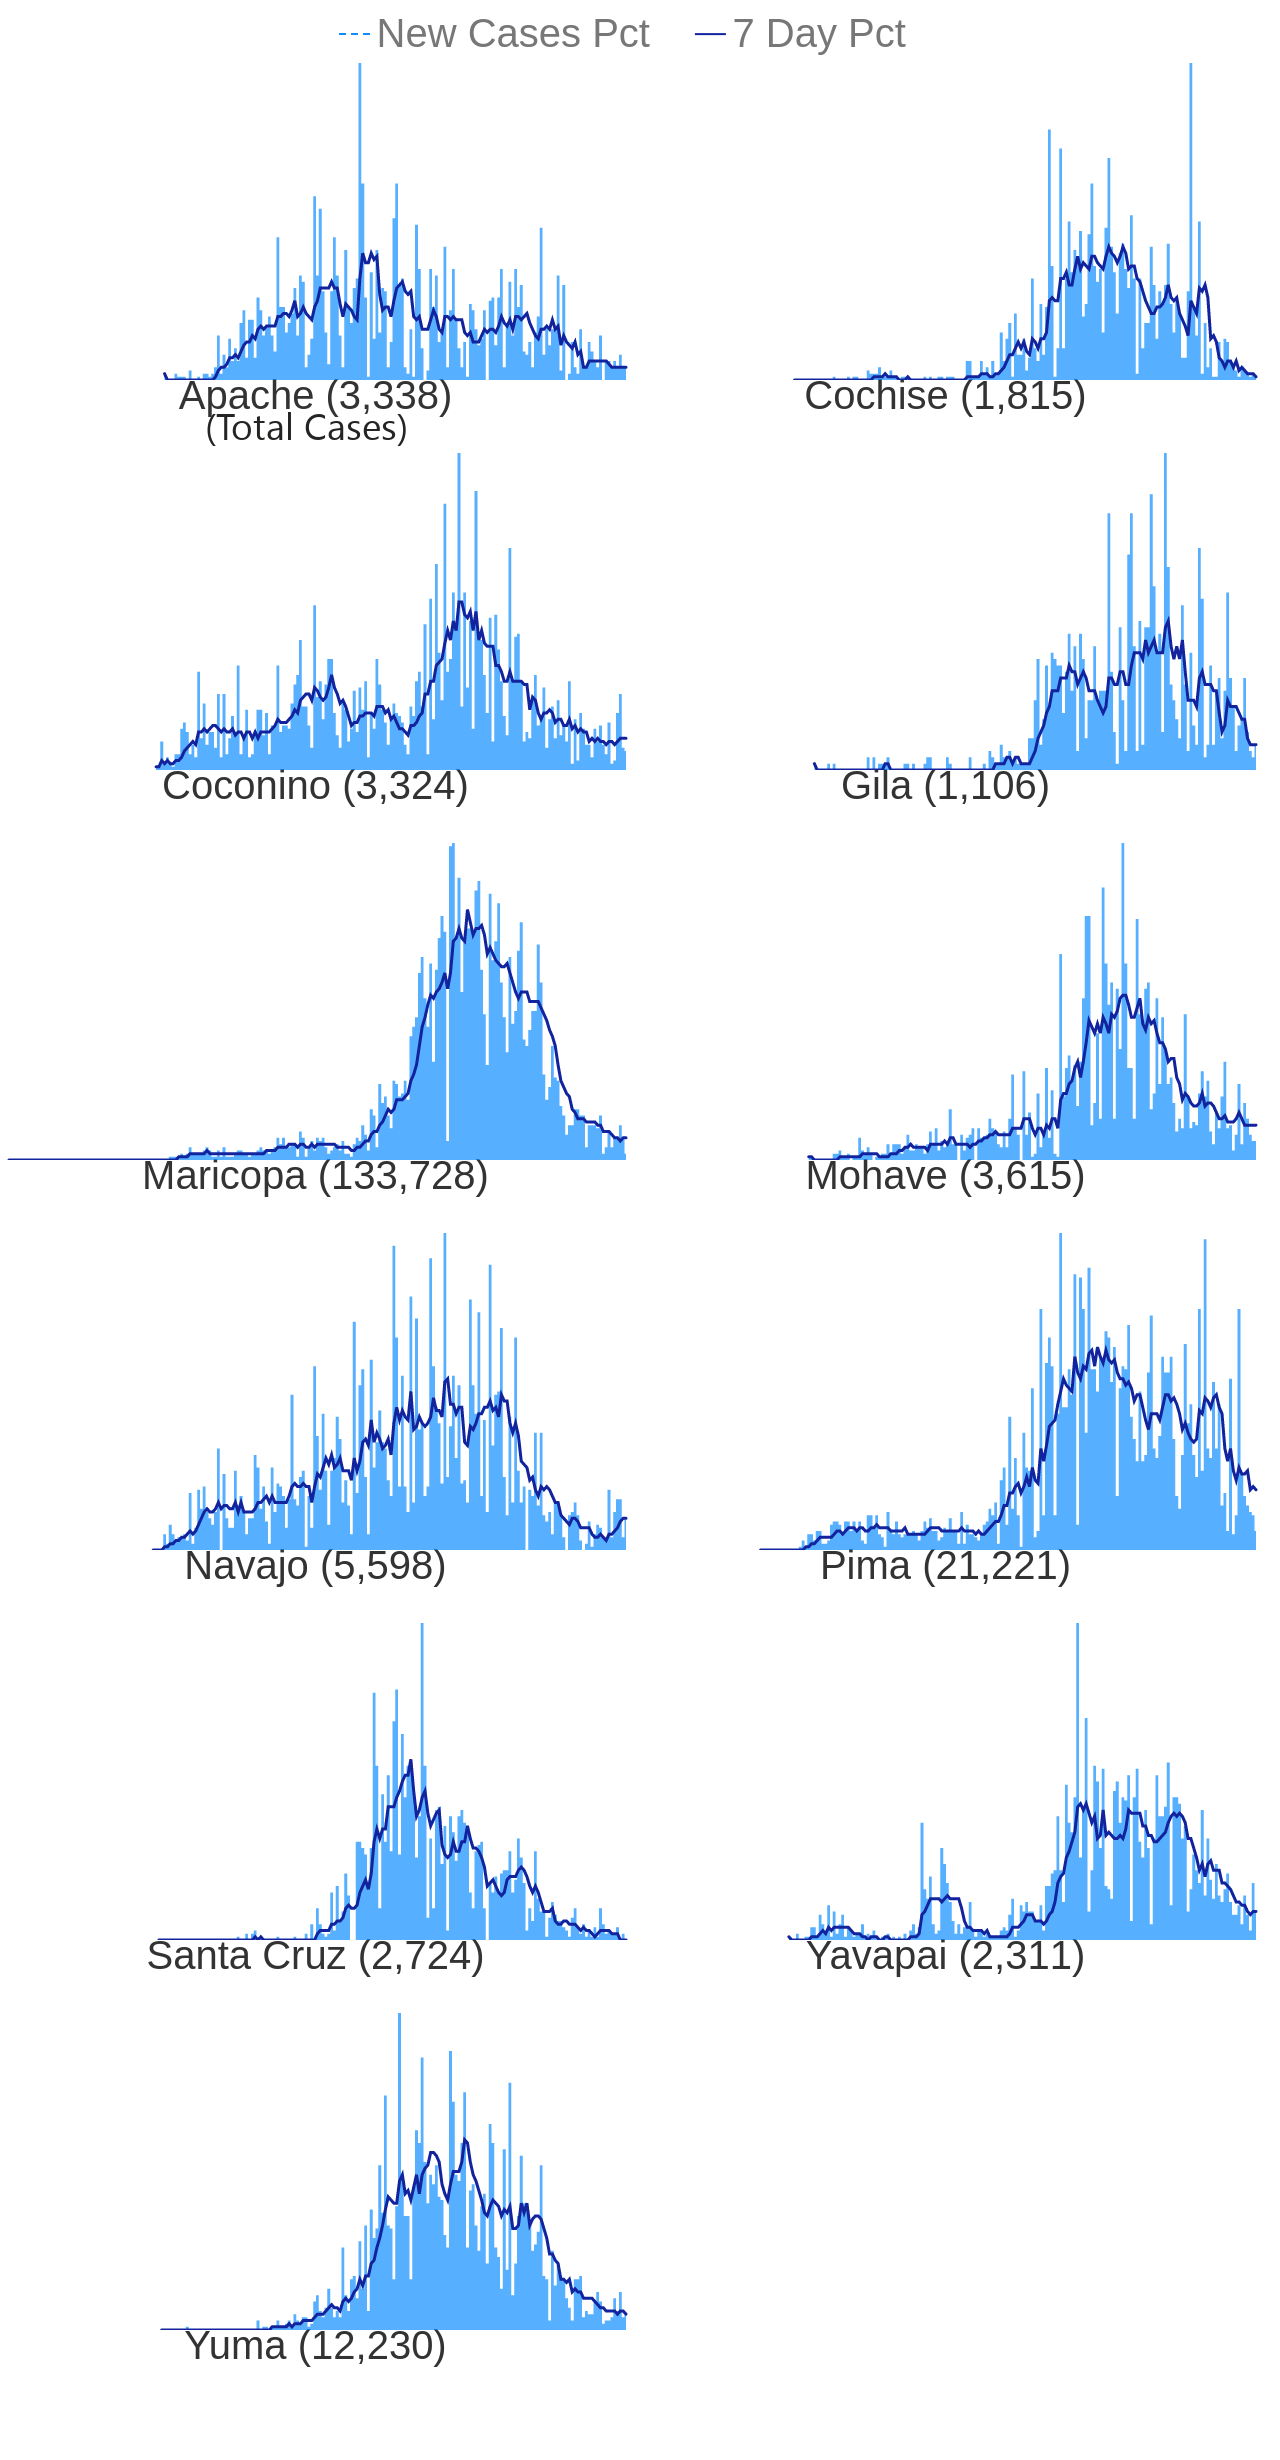 New Cases Pct 7 Day Pct
Apache (3,338) Cochise (1,815)
(Total Cases)
Coconino (3,324) Gila (1,106)
Maricopa (133,728) Mohave (3,615)
Navajo (5,598) Pima (21,221)
Santa Cruz (2,724) Yavapai (2,311)
Yuma (12,230)